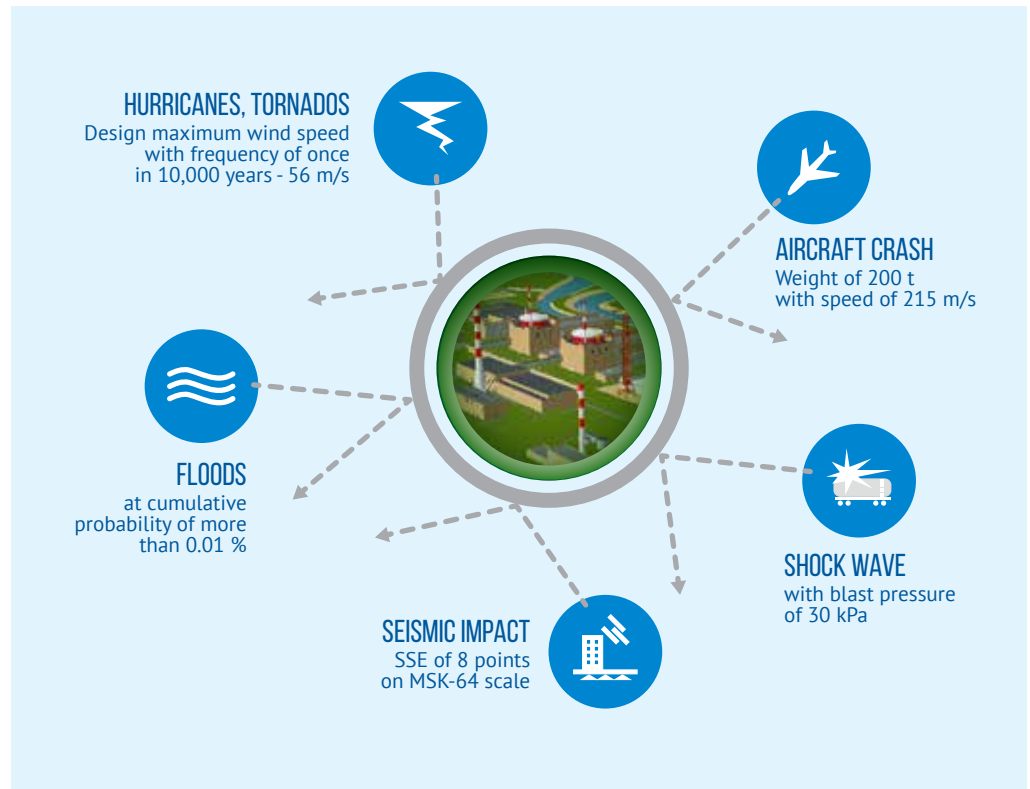 HURRICANES, TORNADOS
Design maximum wind speed
with frequency of once
in 10,000 years - 56 m/s
AIRCRAFT CRASH
Weight of 200 t
with speed of 215 m/s
FLOODS
at cumulative
probability of more
than 0.01 %
SHOCK WAVE
with blast pressure
of 30 kPa
SEISMIC IMPACT
SSE of 8 points
on MSK-64 scale